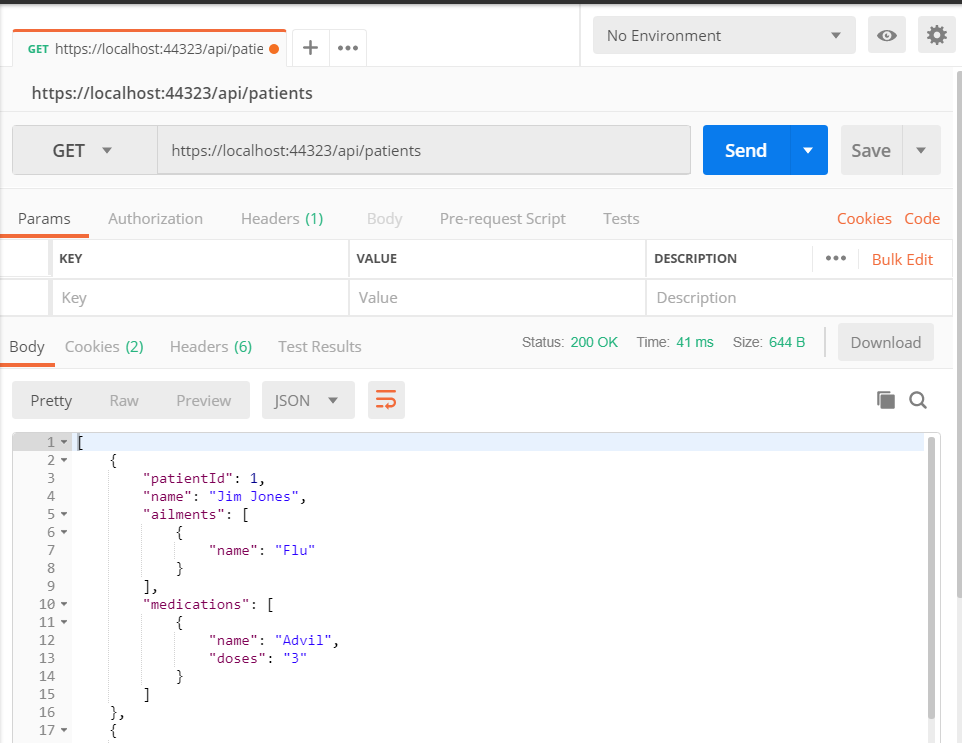 GET https://localhost:44323/api/patie
No Environment
https://localhost:44323/api/patients
GET https://localhost:44323/api/patients Send Save
Params Authorization Headers (1) Body Pre-request Script Tests Cookies Code
KEY VALUE DESCRIPTION Bulk Edit
Key Value Description
Body Cookies (2) Headers (6) Test Results Status: 200 OK Time: 41 ms Size: 644 B Download
Pretty Raw Preview JSON
1 [
2 {
3 "patientId": 1,
4 "name": "Jim Jones",
5 "ailments": [
6 {
7 "name": "Flu"
8 }
9 ],
10 "medications": [
11 {
12 "name": "Advil",
13 "doses": "3"
14 }
15 ]
16 },
17 {